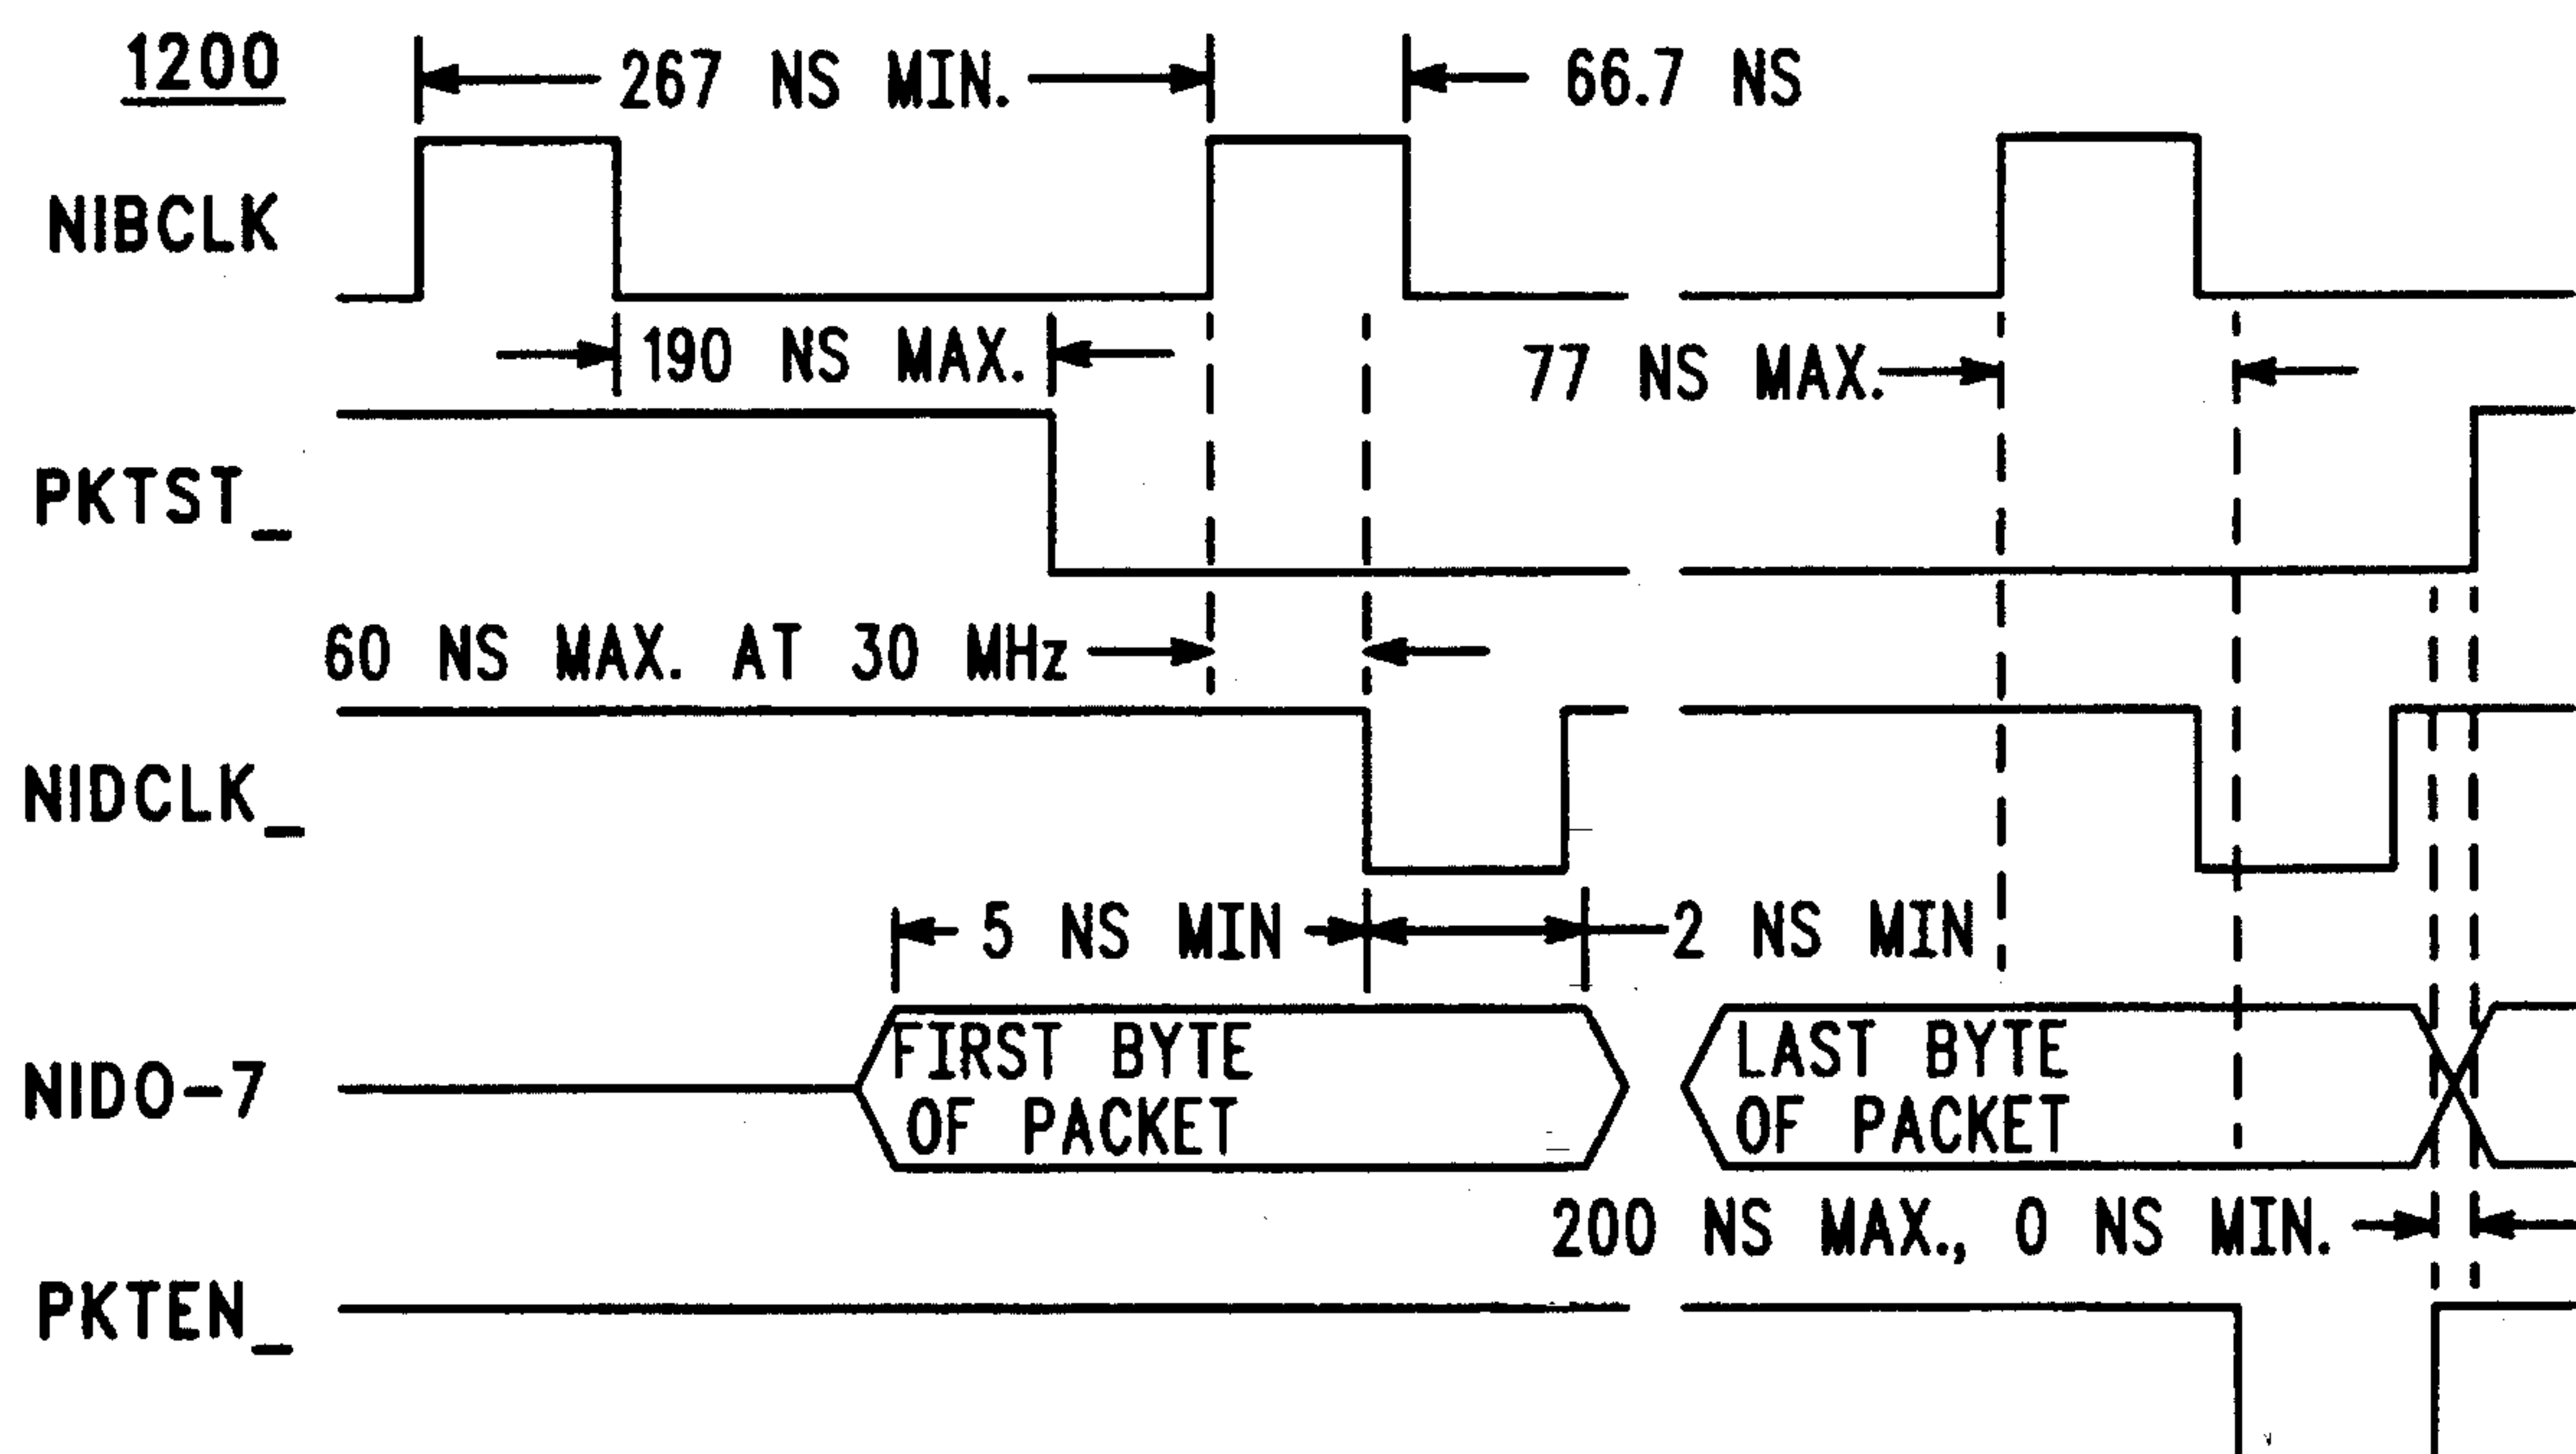 1200
267 NS MIN.
66.7 NS
NIBCLK
190 NS MAX.
77 NS MAX.
PKTST_
60 NS MAX. AT 30 MHz
NIDCLK_
5 NS MIN
2 NS MIN
NID0-7
FIRST BYTE
OF PACKET
LAST BYTE
OF PACKET
200 NS MAX., 0 NS MIN.
PKTEN_